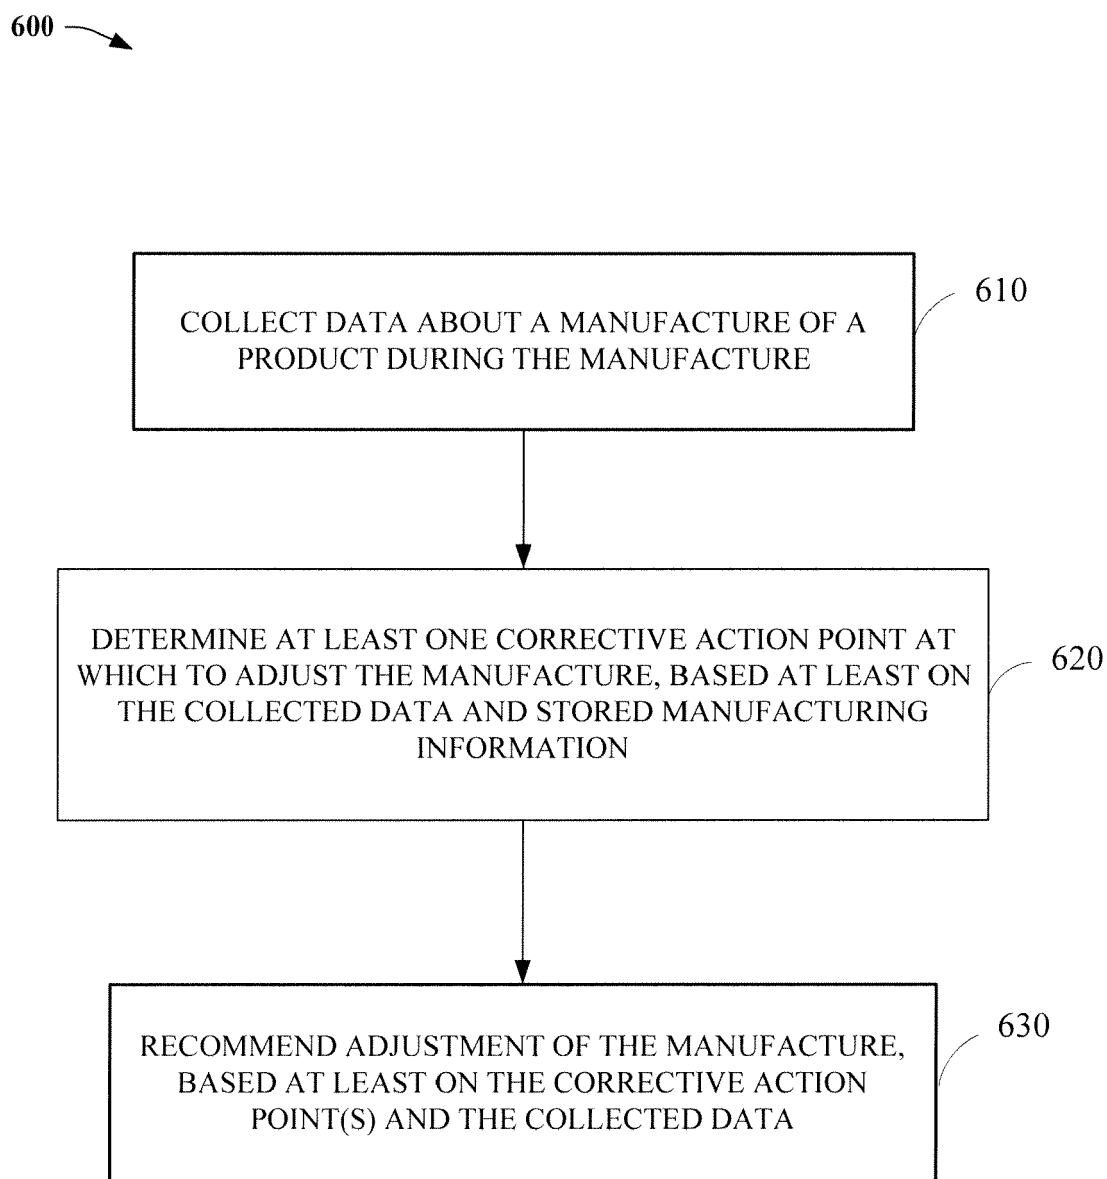 600
COLLECT DATA ABOUT A MANUFACTURE OF A
PRODUCT DURING THE MANUFACTURE
610
DETERMINE AT LEAST ONE CORRECTIVE ACTION POINT AT
WHICH TO ADJUST THE MANUFACTURE, BASED AT LEAST ON
THE COLLECTED DATA AND STORED MANUFACTURING
INFORMATION
620
RECOMMEND ADJUSTMENT OF THE MANUFACTURE,
BASED AT LEAST ON THE CORRECTIVE ACTION
POINT(S) AND THE COLLECTED DATA
630